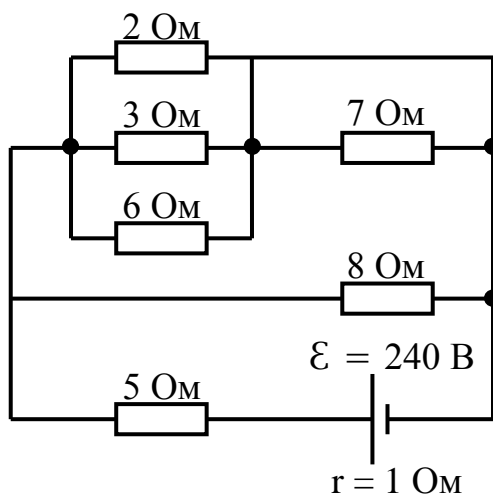 2 Ом
3 Ом
7 Ом
6 Ом
8 Ом
Ɛ = 240 В
5 Ом
r = 1 Ом